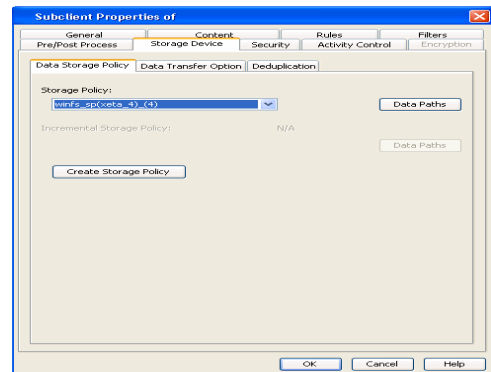 Subclient Properties of
General Content Rules Filters
Pre/Post Process Storage Device Security Activity Control Encryption
Data Storage Policy Data Transfer Option Deduplication
Storage Policy:
winfs_sp(xeta_4)_(4) Data Paths
Incremental Storage Policy: N/A
Data Paths
Create Storage Policy
OK Cancel Help